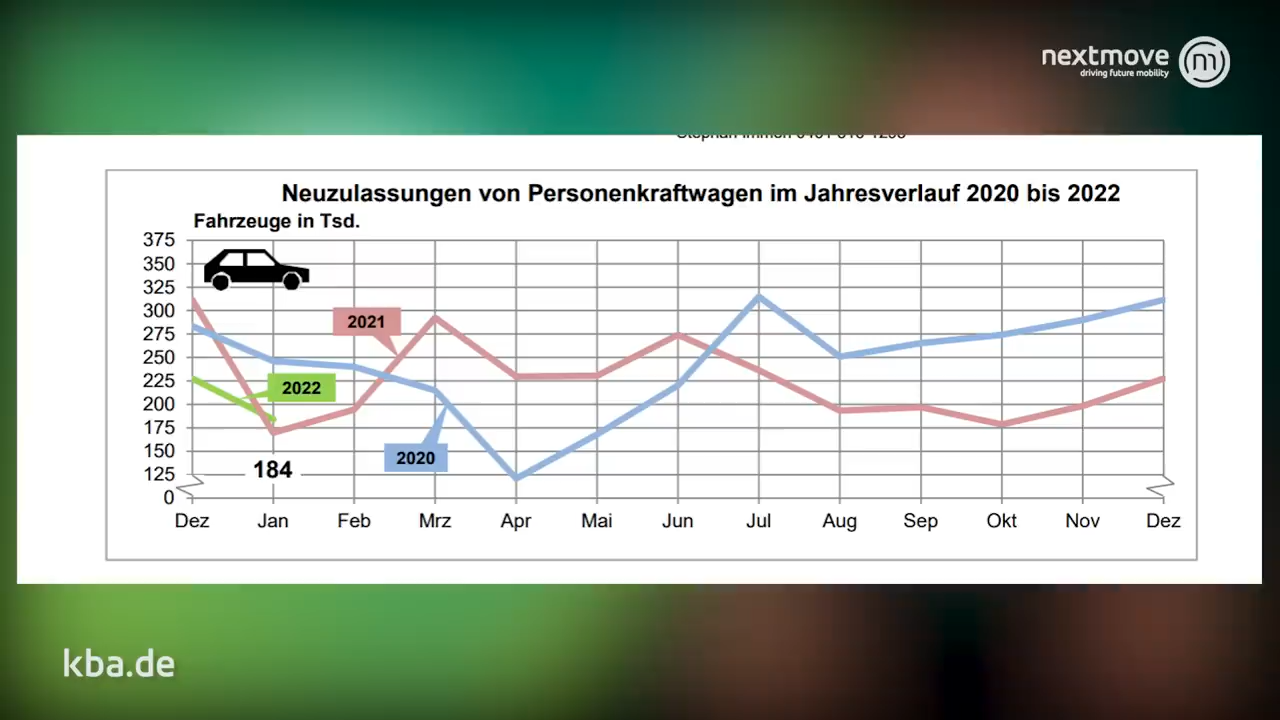 nextmove
driving future mobility
Neuzulassungen von Personenkraftwagen im Jahresverlauf 2020 bis 2022
Fahrzeuge in Tsd.
375
350
325
300
275
250
225
200
175
150
125
0
2021
2022
2020
184
Dez Jan Feb Mrz Apr Mai Jun Jul Aug Sep Okt Nov Dez
kba.de